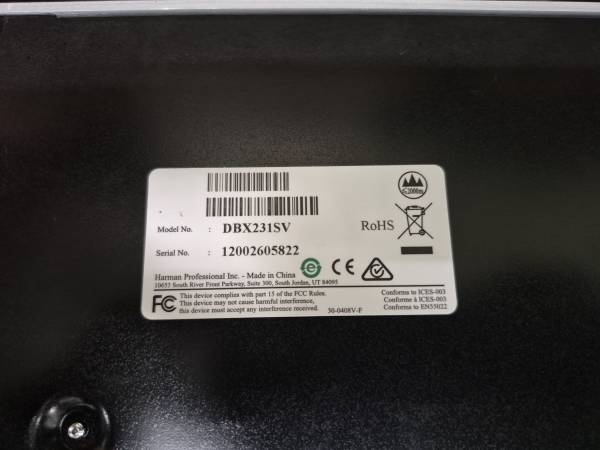 Model No. : DBX231SV
Serial No. : 12002605822
RoHS
≤2000m
e
CE
Harman Professional Inc. - Made in China
10653 South River Front Parkway, Suite 300, South Jordan, UT 84095
FC This device complies with part 15 of the FCC Rules.
This device may not cause harmful interference,
this device must accept any interference received.
30-0408V-F
Conforms to ICES-003
Conforme à ICES-003
Conforms to EN55022